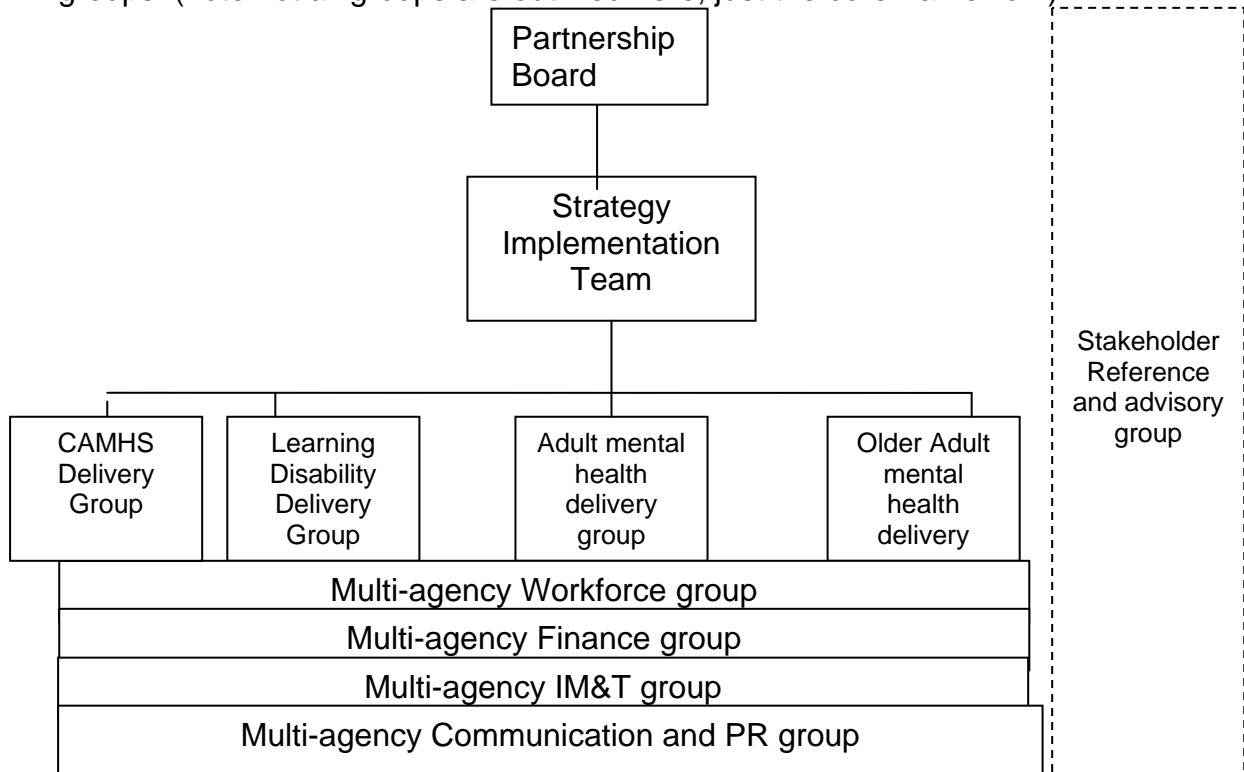 Partnership
Board
Strategy
Implementation
Team
CAMHS
Delivery
Group
Learning
Disability
Delivery
Group
Adult mental
health
delivery
group
Older Adult
mental
health
delivery
Stakeholder
Reference
and advisory
group
Multi-agency Workforce group
Multi-agency Finance group
Multi-agency IM&T group
Multi-agency Communication and PR group